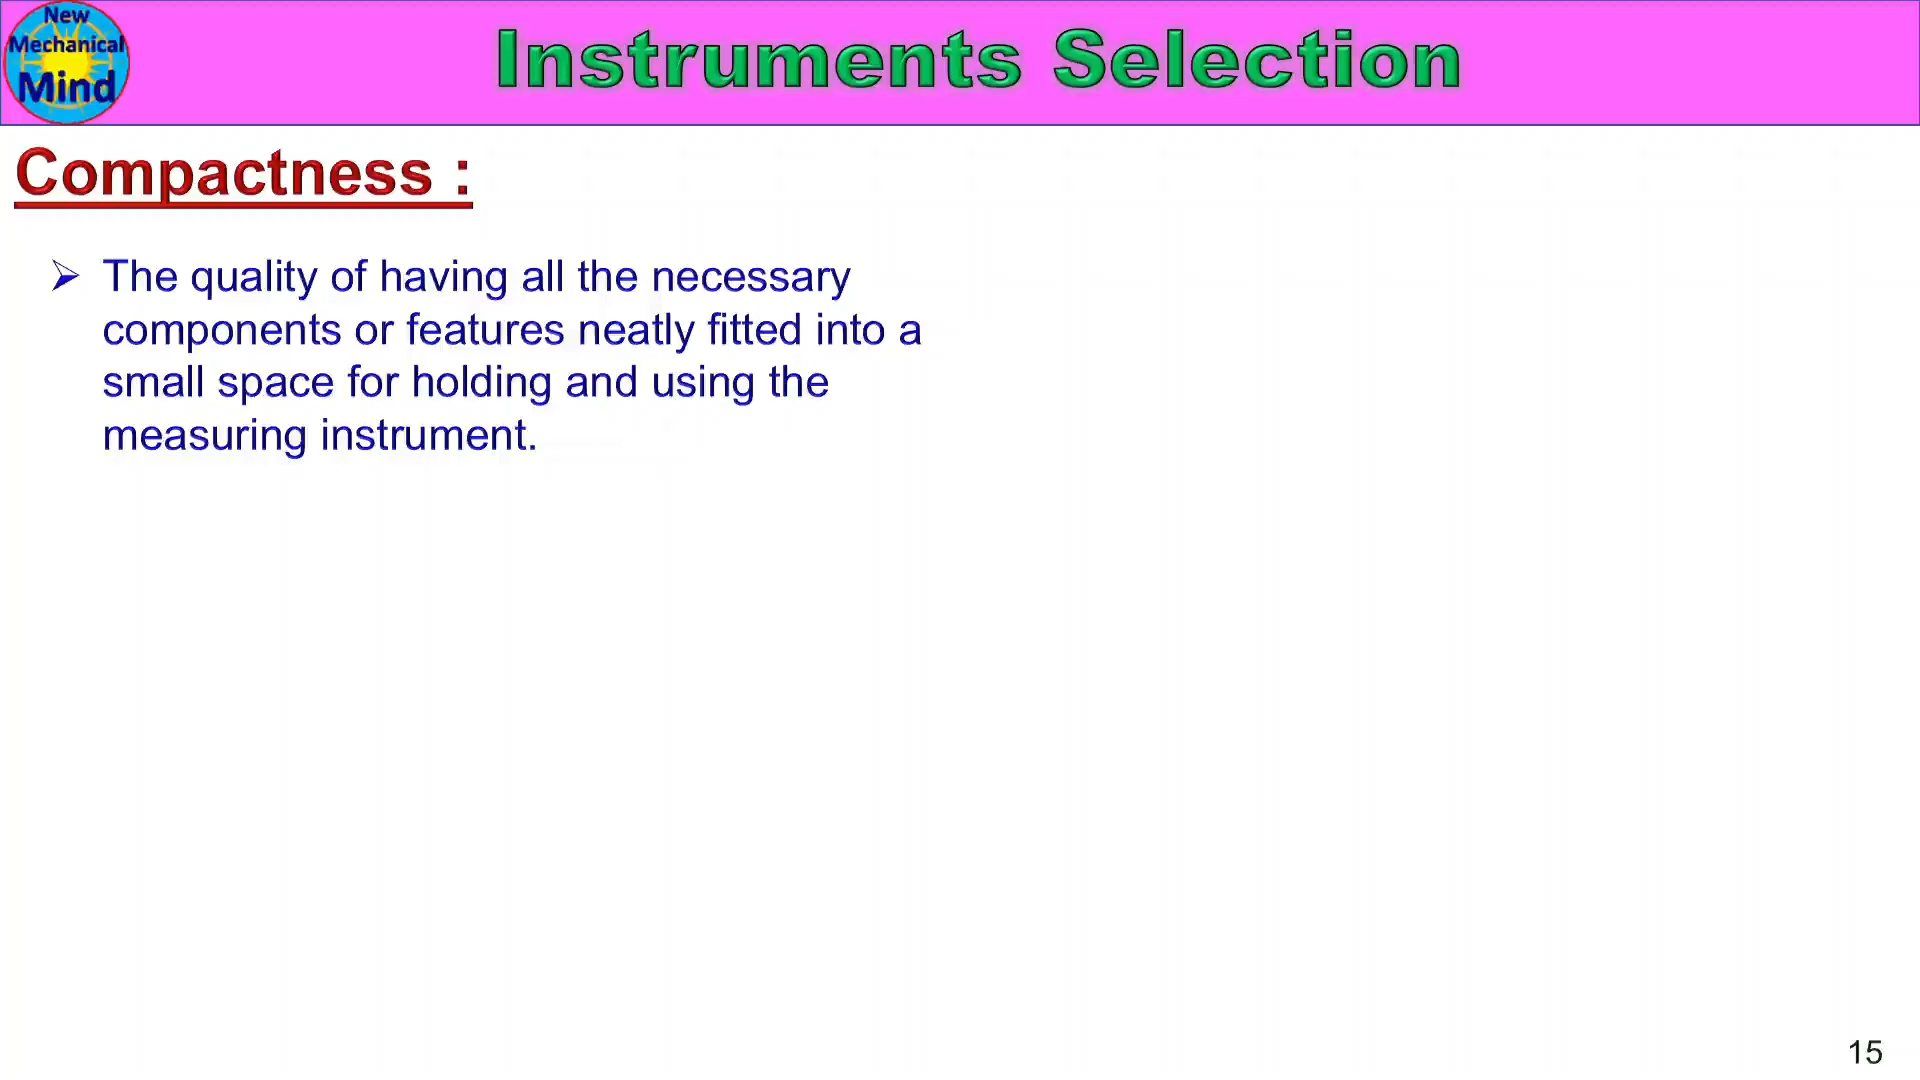 New
Mechanical
Mind
Instruments Selection
Compactness :
➢ The quality of having all the necessary
components or features neatly fitted into a
small space for holding and using the
measuring instrument.
15